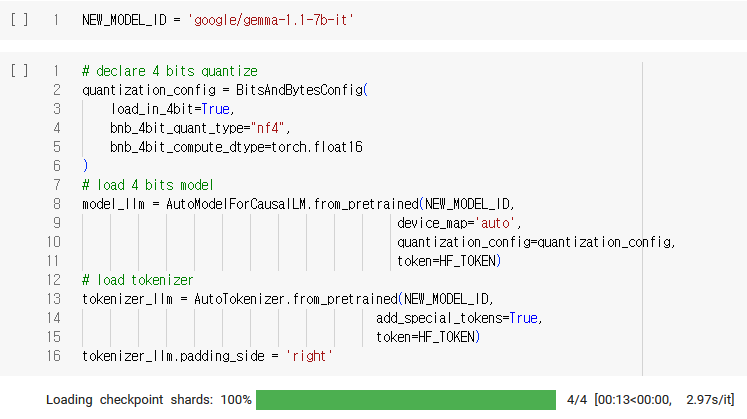 [ ] 1 NEW_MODEL_ID = 'google/gemma-1.1-7b-it'
[ ] 1 # declare 4 bits quantize
2 quantization_config = BitsAndBytesConfig(
3 load_in_4bit=True,
4 bnb_4bit_quant_type="nf4",
5 bnb_4bit_compute_dtype=torch.float16
6 )
7 # load 4 bits model
8 model_llm = AutoModelForCausalLM.from_pretrained(NEW_MODEL_ID,
9 device_map='auto',
10 quantization_config=quantization_config,
11 token=HF_TOKEN)
12 # load tokenizer
13 tokenizer_llm = AutoTokenizer.from_pretrained(NEW_MODEL_ID,
14 add_special_tokens=True,
15 token=HF_TOKEN)
16 tokenizer_llm.padding_side = 'right'
Loading checkpoint shards: 100% 4/4 [00:13<00:00, 2.97s/it]